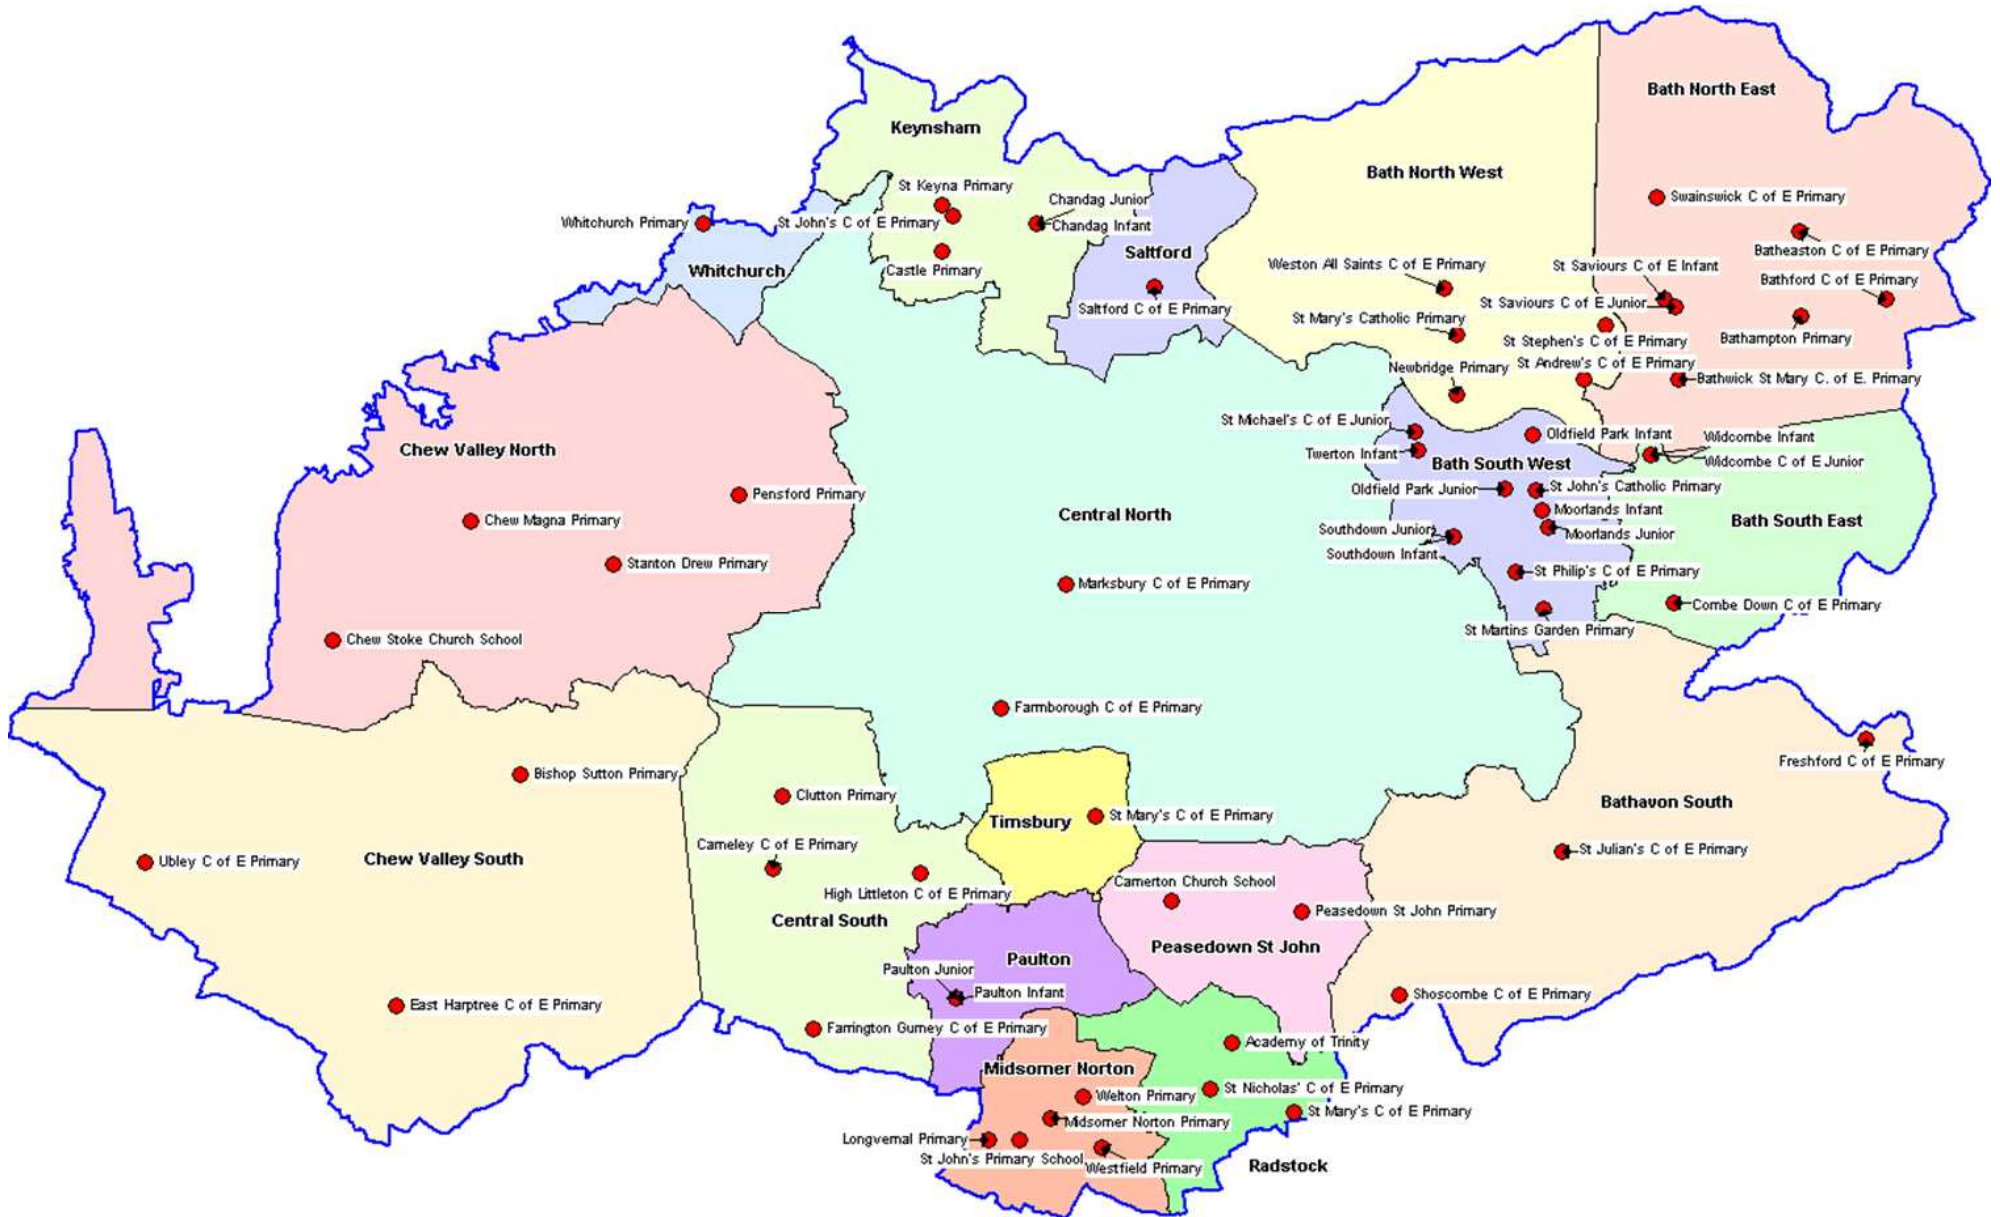 Bath North East
Keynsham
Bath North West
St Keyna Primary
Swainswick C of E Primary
Chandag Junior
Whitchurch Primary
St John's C of E Primary
Chandag Infant
Saltford
Batheaston C of E Primary
Weston All Saints C of E Primary
St Saviours C of E Infant
Whitchurch
Castle Primary
Bathford C of E Primary
St Saviours C of E Junior
Saltford C of E Primary
St Mary's Catholic Primary
St Stephen's C of E Primary
Bathampton Primary
Newbridge Primary
St Andrew's C of E Primary
Bathwick St Mary C. of E. Primary
St Michael's C of E Junior
Oldfield Park Infant
Widcombe Infant
Chew Valley North
Twerton Infant
Bath South West
Widcombe C of E Junior
Pensford Primary
Oldfield Park Junior
St John's Catholic Primary
Chew Magna Primary
Central North
Moorlands Infant
Bath South East
Southdown Junior
Moorlands Junior
Southdown Infant
Stanton Drew Primary
St Philip's C of E Primary
Marksbury C of E Primary
Combe Down C of E Primary
St Martins Garden Primary
Chew Stoke Church School
Farmborough C of E Primary
Freshford C of E Primary
Bishop Sutton Primary
Clutton Primary
Bathavon South
Timsbury
St Mary's C of E Primary
Cameley C of E Primary
St Julian's C of E Primary
Ubley C of E Primary
Chew Valley South
High Littleton C of E Primary
Camerton Church School
Peasedown St John Primary
Central South
Peasedown St John
Paulton
Paulton Junior
Paulton Infant
Shoscombe C of E Primary
East Harptree C of E Primary
Farrington Gurney C of E Primary
Academy of Trinity
Midsomer Norton
St Nicholas' C of E Primary
Welton Primary
St Mary's C of E Primary
Midsomer Norton Primary
Longvernal Primary
St John's Primary School
Westfield Primary
Radstock